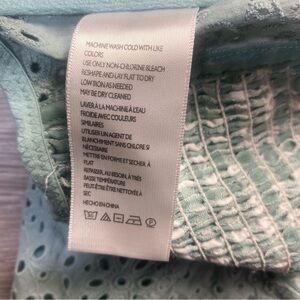 MACHINE WASH COLD WITH LIKE
COLORS
USE ONLY NON-CHLORINE BLEACH
RESHAPE AND LAY FLAT TO DRY
LOW IRON AS NEEDED
MAY BE DRY CLEANED
LAVER À LA MACHINE À L'EAU
FROIDE AVEC COULEURS
SIMILAIRES
UTILISER UN AGENT DE
BLANCHIMENT SANS CHLORE SI
NÉCESSAIRE
METTRE EN FORME ET SÉCHER À
PLAT
REPASSER, AU BESOIN, À TRÈS
BASSE TEMPÉRATURE
PEUT ÊTRE ÊTRE NETTOYÉ À
SEC
HECHO EN CHINA